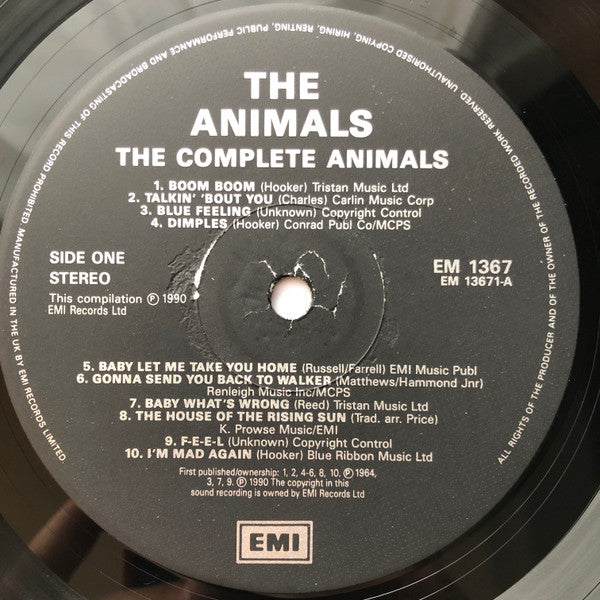 THE
ANIMALS
THE COMPLETE ANIMALS
1. BOOM BOOM (Hooker) Tristan Music Ltd
2. TALKIN' 'BOUT YOU (Charles) Carlin Music Corp
3. BLUE FEELING (Unknown) Copyright Control
4. DIMPLES (Hooker) Conrad Publ Co/MCPS
SIDE ONE
STEREO
This compilation ℗ 1990
EMI Records Ltd
EM 1367
EM 13671-A
5. BABY LET ME TAKE YOU HOME (Russell/Farrell) EMI Music Publ
6. GONNA SEND YOU BACK TO WALKER (Matthews/Hammond Jnr)
Renleigh Music Inc/MCPS
7. BABY WHAT'S WRONG (Reed) Tristan Music Ltd
8. THE HOUSE OF THE RISING SUN (Trad. arr. Price)
K. Prowse Music/EMI
9. F-E-E-L (Unknown) Copyright Control
10. I'M MAD AGAIN (Hooker) Blue Ribbon Music Ltd
First published/ownership: 1, 2, 4-6, 8, 10. ℗ 1964,
3, 7, 9. ℗ 1990 The copyright in this
sound recording is owned by EMI Records Ltd
EMI
ALL RIGHTS OF THE PRODUCER AND OF THE OWNER OF THE RECORDED WORK RESERVED. UNAUTHORISED COPYING, HIRING, RENTING, PUBLIC PERFORMANCE AND BROADCASTING OF THIS RECORD PROHIBITED. MANUFACTURED IN THE UK BY EMI RECORDS LIMITED.